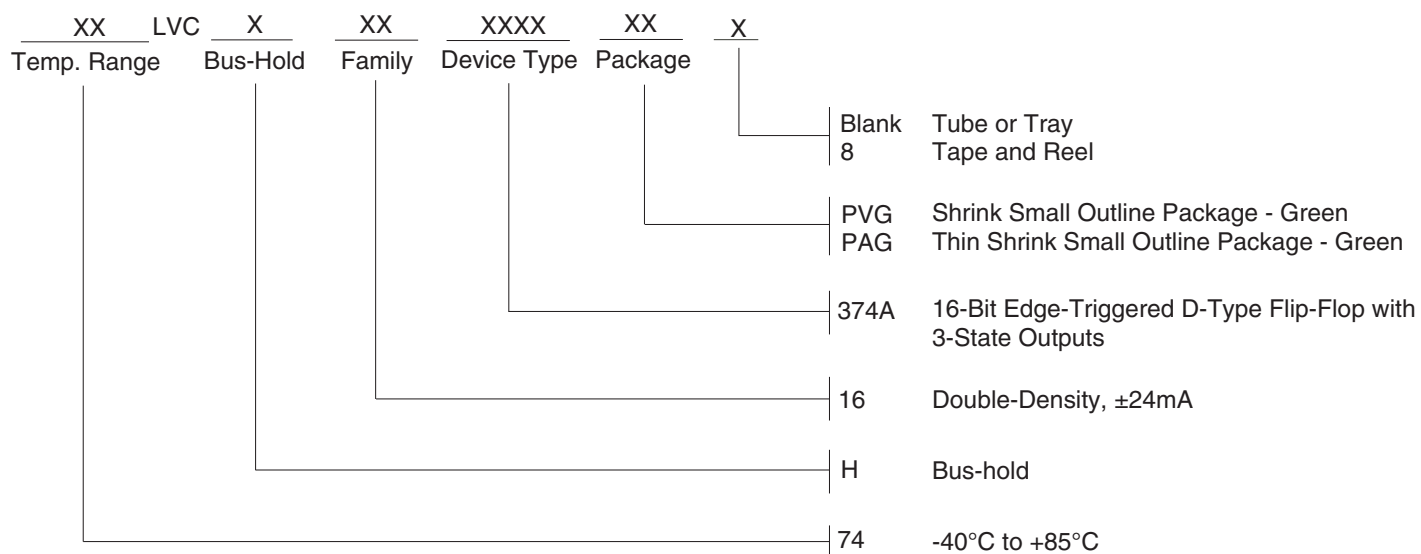 XX LVC X XX XXXX XX X
Temp. Range Bus-Hold Family Device Type Package
Blank Tube or Tray
8 Tape and Reel
PVG Shrink Small Outline Package - Green
PAG Thin Shrink Small Outline Package - Green
374A 16-Bit Edge-Triggered D-Type Flip-Flop with
3-State Outputs
16 Double-Density, ±24mA
H Bus-hold
74 -40°C to +85°C